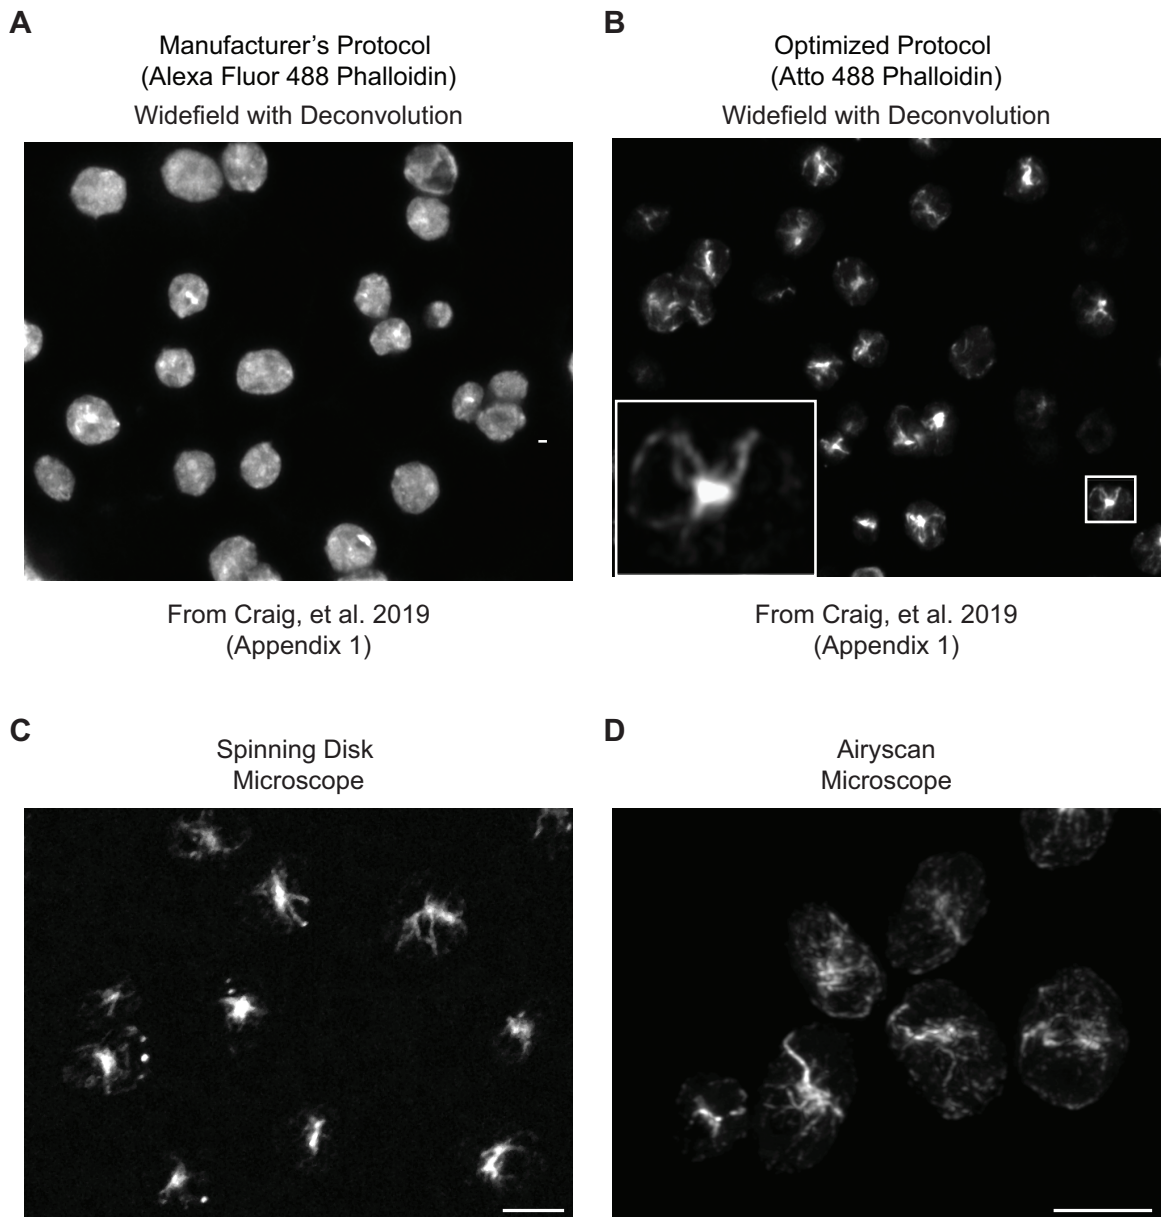 A
Manufacturer’s Protocol
(Alexa Fluor 488 Phalloidin)
Widefield with Deconvolution
From Craig, et al. 2019
(Appendix 1)
B
Optimized Protocol
(Atto 488 Phalloidin)
Widefield with Deconvolution
From Craig, et al. 2019
(Appendix 1)
C
Spinning Disk
Microscope
D
Airyscan
Microscope